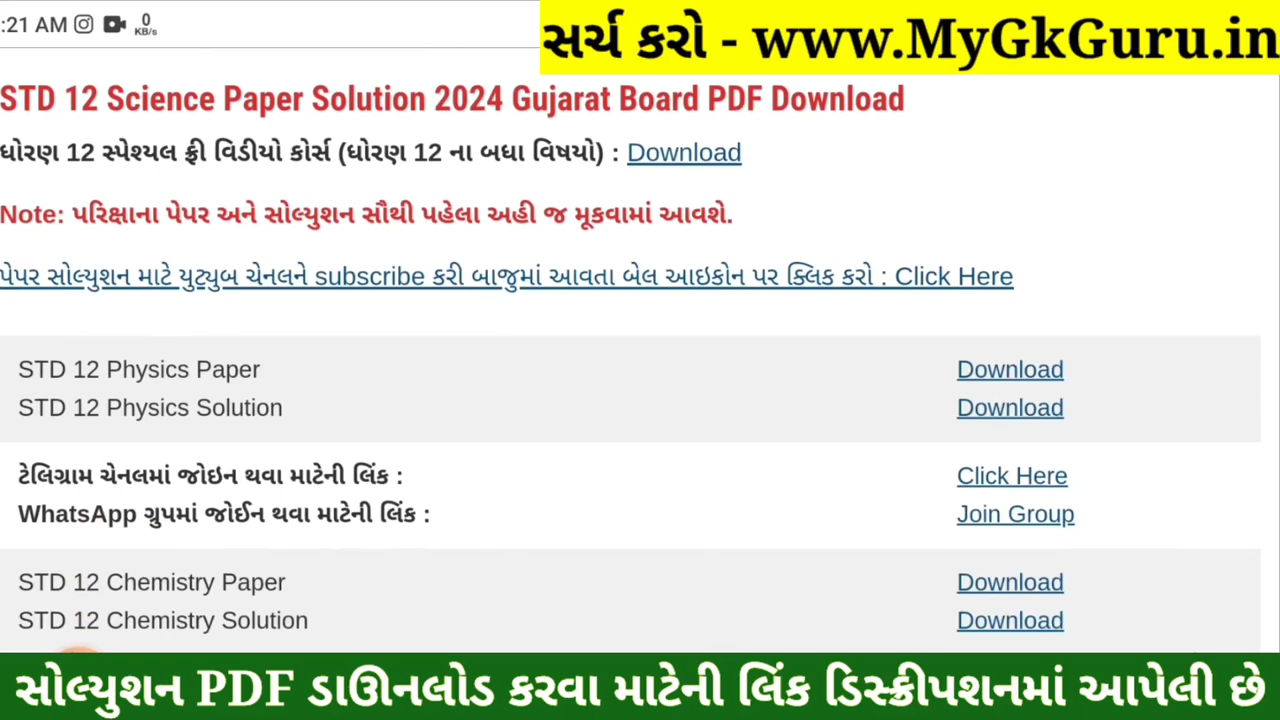 :21 AM 0 KB/s
સર્ચ કરો - www.MyGkGuru.in
STD 12 Science Paper Solution 2024 Gujarat Board PDF Download
ધોરણ 12 સ્પેશ્યલ ફ્રી વિડીયો કોર્સ (ધોરણ 12 ના બધા વિષયો) : Download
Note: પરિક્ષાના પેપર અને સોલ્યુશન સૌથી પહેલા અહી જ મૂકવામાં આવશે.
પેપર સોલ્યુશન માટે યુટ્યુબ ચેનલને subscribe કરી બાજુમાં આવતા બેલ આઇકોન પર ક્લિક કરો : Click Here
STD 12 Physics Paper Download
STD 12 Physics Solution Download
ટેલિગ્રામ ચેનલમાં જોઇન થવા માટેની લિંક : Click Here
WhatsApp ગ્રુપમાં જોઈન થવા માટેની લિંક : Join Group
STD 12 Chemistry Paper Download
STD 12 Chemistry Solution Download
સોલ્યુશન PDF ડાઊનલોડ કરવા માટેની લિંક ડિસ્ક્રીપશનમાં આપેલી છે